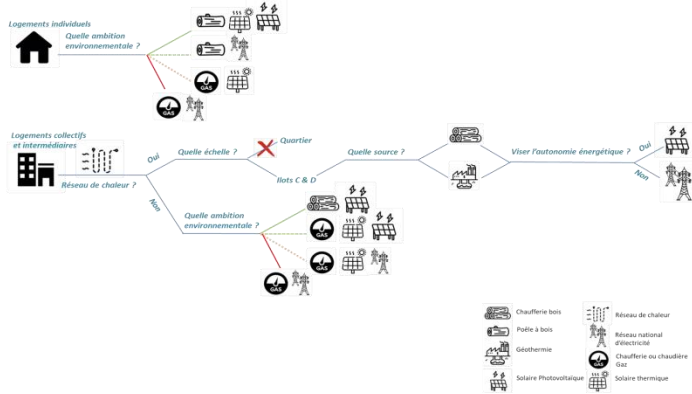 Logements individuels
Quelle ambition
environnementale ?
GAS
GAS
Logements collectifs
et intermédiaires
Réseau de chaleur ?
Oui
Non
Quelle échelle ?
Quartier
Ilots C & D
Quelle source ?
Viser l'autonomie énergétique ?
Oui
Non
Quelle ambition
environnementale ?
GAS
GAS
GAS
Chaufferie bois
Poêle à bois
Géothermie
Solaire Photovoltaïque
Réseau de chaleur
Réseau national
d'électricité
GAS
Chaufferie ou chaudière
Gaz
Solaire thermique